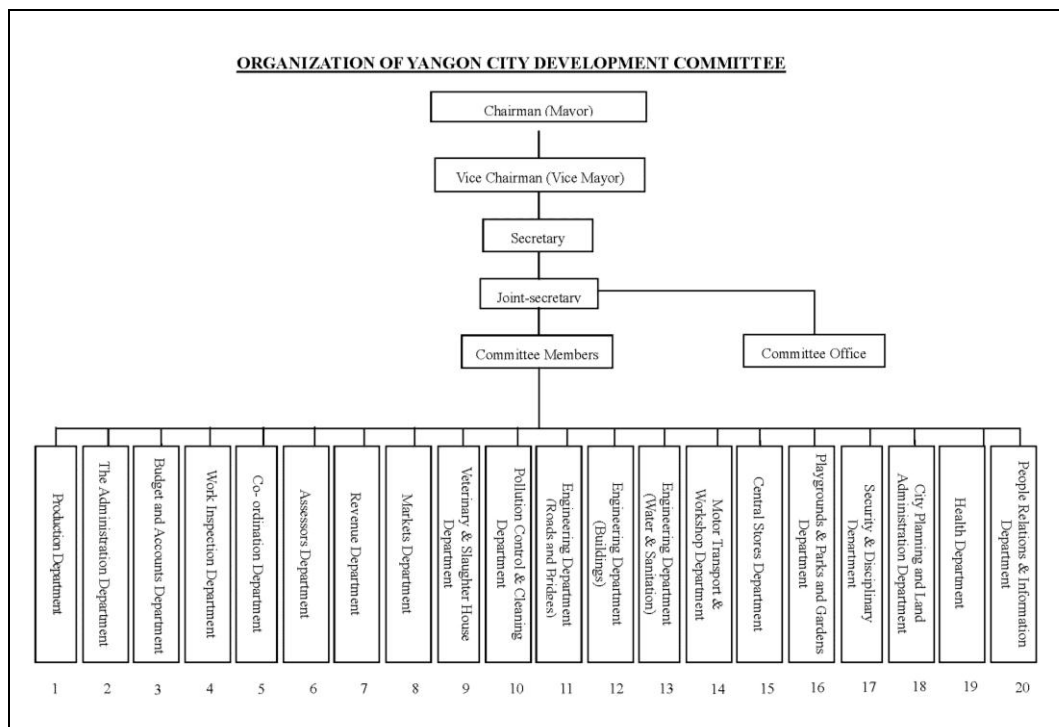 ORGANIZATION OF YANGON CITY DEVELOPMENT COMMITTEE
Chairman (Mayor)
Vice Chairman (Vice Mayor)
Secretary
Joint-secretary
Committee Members
Committee Office
Production Department
The Administration Department
Budget and Accounts Department
Work Inspection Department
Co- ordination Department
Assessors Department
Revenue Department
Markets Department
Veterinary & Slaughter House
Department
Pollution Control & Cleaning
Department
Engineering Department
(Roads and Bridges)
Engineering Department
(Buildings)
Engineering Department
(Water & Sanitation)
Motor Transport &
Workshop Department
Central Stores Department
Playgrounds & Parks and Gardens
Department
Security & Disciplinary
Department
City Planning and Land
Administration Department
Health Department
People Relations & Information
Department
1 2 3 4 5 6 7 8 9 10 11 12 13 14 15 16 17 18 19 20